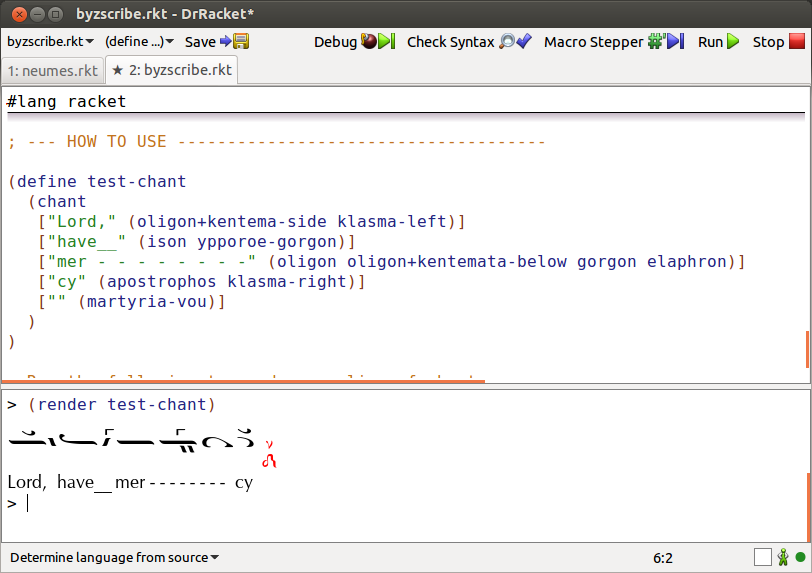 byzscribe.rkt - DrRacket*
byzscribe.rkt▾ (define ...)▾ Save Debug Check Syntax Macro Stepper Run Stop
1: neumes.rkt ★ 2: byzscribe.rkt
#lang racket
; --- HOW TO USE -------------------------------------
(define test-chant
(chant
["Lord," (oligon+kentema-side klasma-left)]
["have__" (ison ypporoe-gorgon)]
["mer - - - - - - - -" (oligon oligon+kentemata-below gorgon elaphron)]
["cy" (apostrophos klasma-right)]
["" (martyria-vou)]
)
)
> (render test-chant)
Lord, have__ mer - - - - - - - - cy
>
Determine language from source▾ 6:2